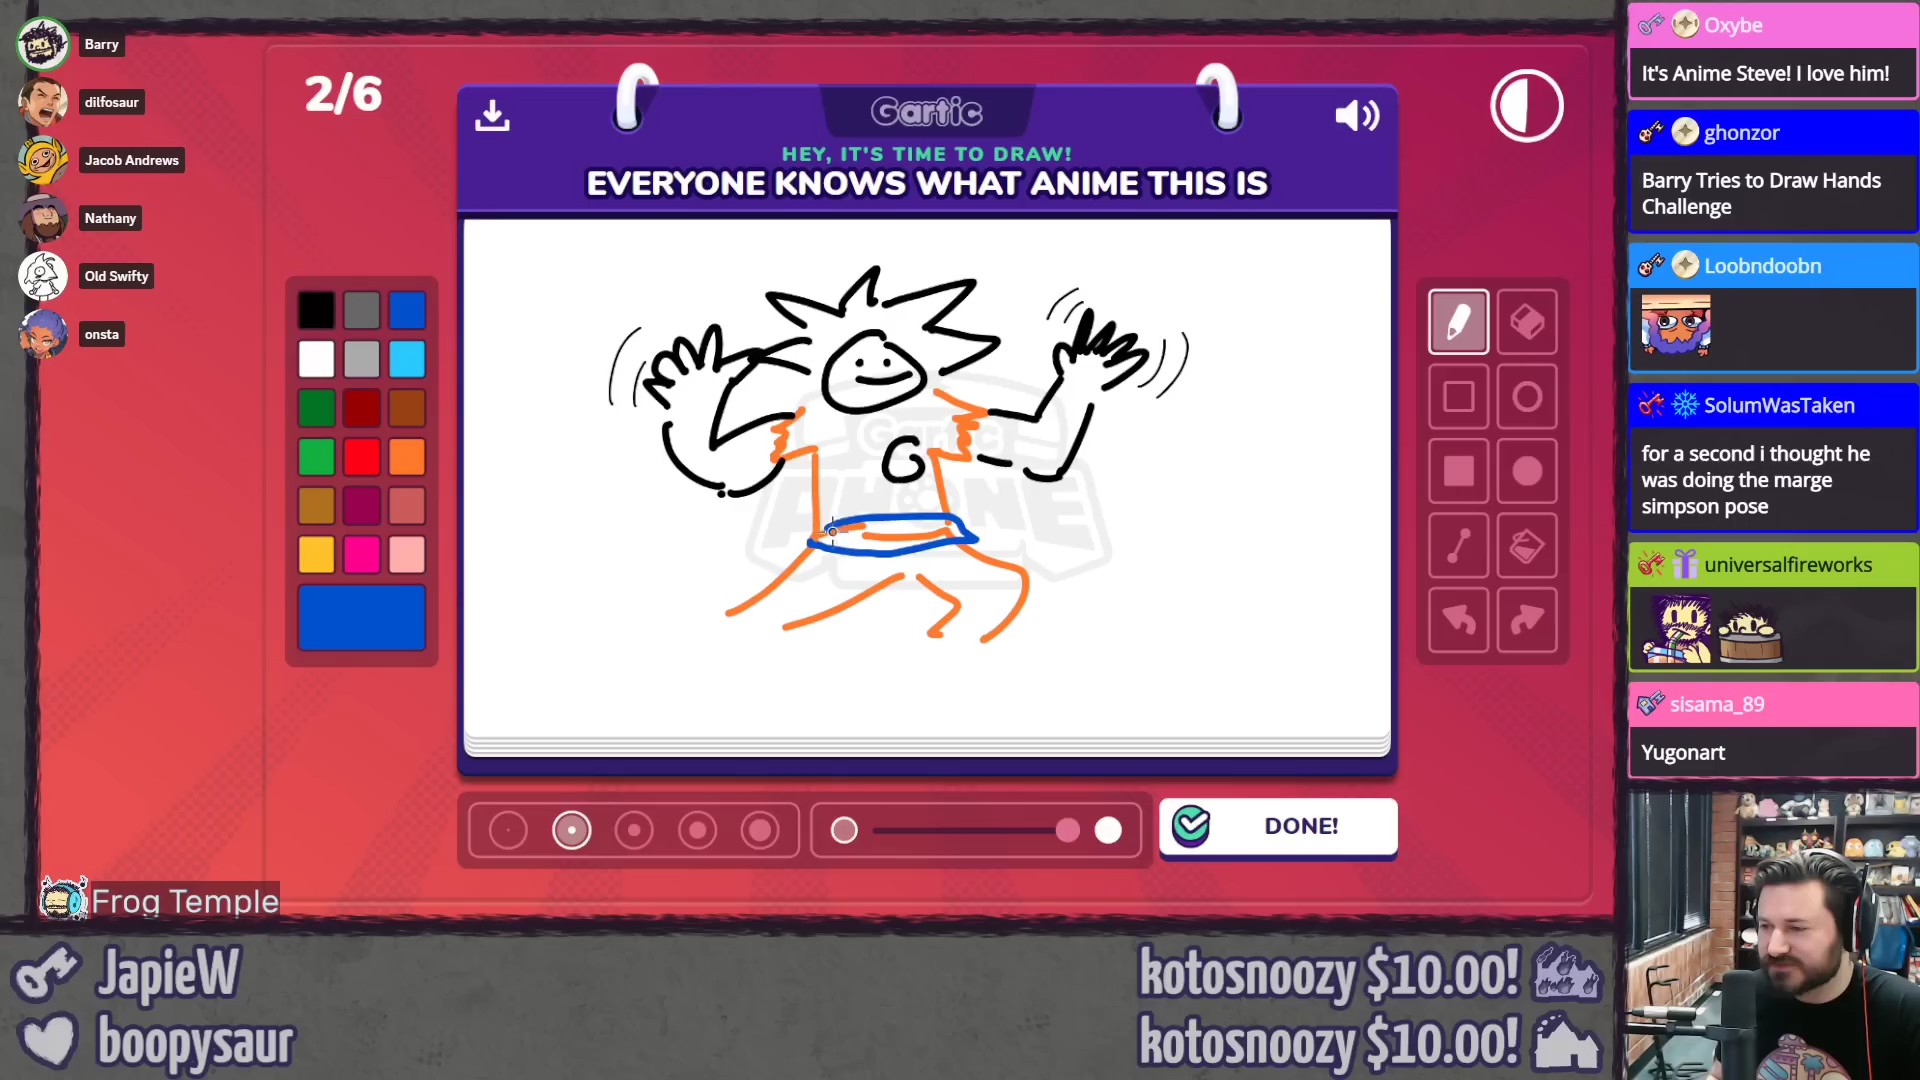 Barry
dilfosaur
Jacob Andrews
Nathany
Old Swifty
onsta
2/6
Gartic
HEY, IT'S TIME TO DRAW!
EVERYONE KNOWS WHAT ANIME THIS IS
Gartic
PHONE
G
DONE!
Frog Temple
JapieW
boopysaur
kotosnoozy $10.00!
kotosnoozy $10.00!
Oxybe
It's Anime Steve! I love him!
ghonzor
Barry Tries to Draw Hands
Challenge
Loobndoobn
SolumWasTaken
for a second i thought he
was doing the marge
simpson pose
universalfireworks
sisama_89
Yugonart